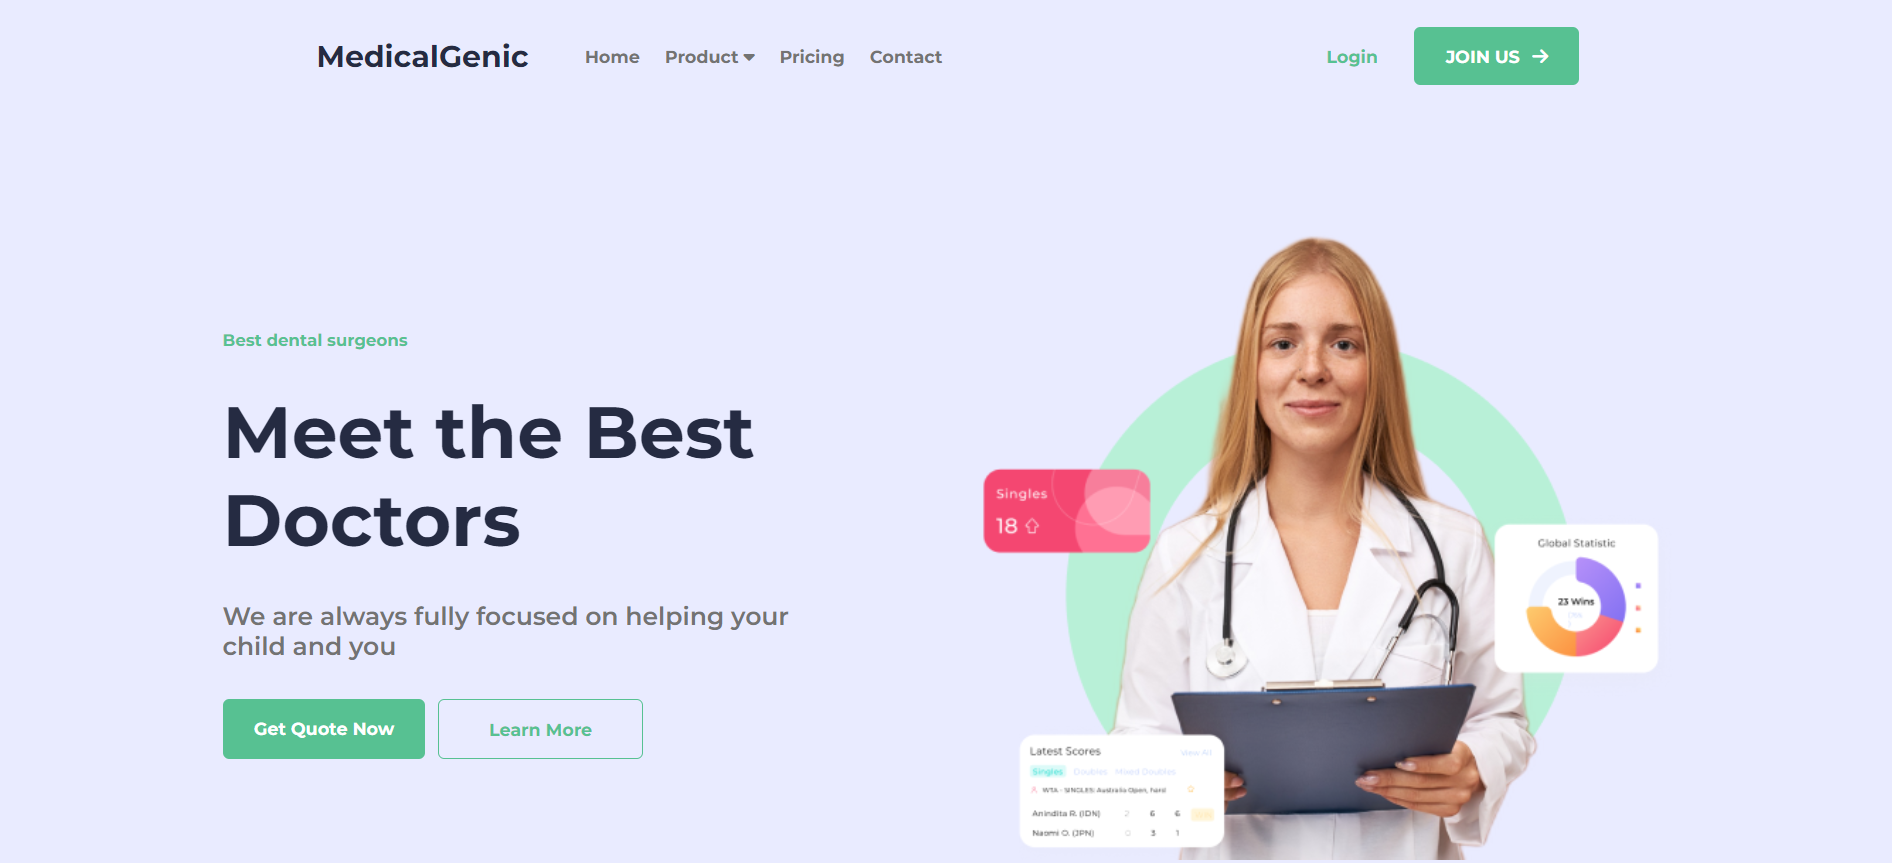 MedicalGenic Home Product Pricing Contact Login JOIN US
Best dental surgeons
Meet the Best
Doctors
We are always fully focused on helping your
child and you
Get Quote Now Learn More
Singles
18
Global Statistic
23 Wins
Latest Scores View All
Singles Doubles Mixed Doubles
WTA - SINGLES: Australia Open, hard
Anindita R. (IDN) 2 6 6
Naomi O. (JPN) 0 3 1